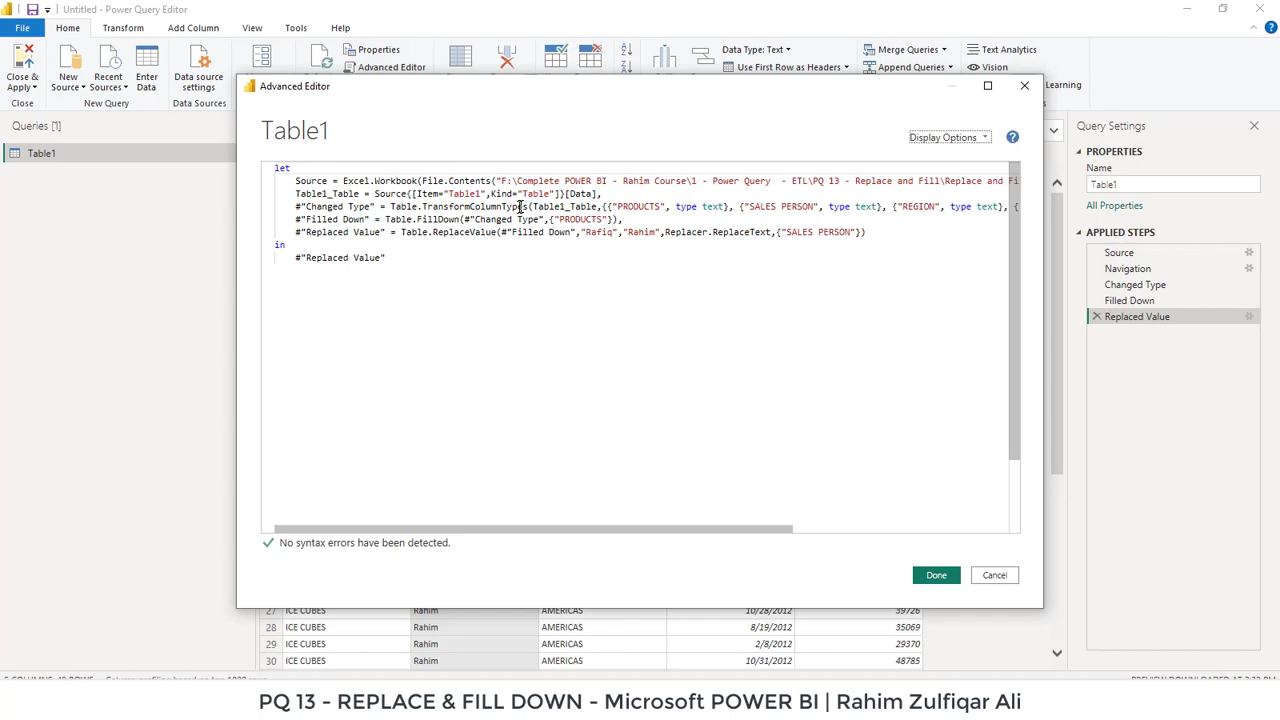 Untitled - Power Query Editor
File Home Transform Add Column View Tools Help
Close & Apply
New Source
Recent Sources
Enter Data
Data source settings
Properties
Advanced Editor
Data Type: Text
Use First Row as Headers
Merge Queries
Append Queries
Text Analytics
Vision
Learning
Close
New Query
Data Sources
Queries [1]
Table1
Advanced Editor
Table1
Display Options
let
Source = Excel.Workbook(File.Contents("F:\Complete POWER BI - Rahim Course\1 - Power Query - ETL\PQ 13 - Replace and Fill\Replace and Fi
Table1_Table = Source{[Item="Table1",Kind="Table"]}[Data],
#"Changed Type" = Table.TransformColumnTypes(Table1_Table,{{"PRODUCTS", type text}, {"SALES PERSON", type text}, {"REGION", type text}, {
#"Filled Down" = Table.FillDown(#"Changed Type",{"PRODUCTS"}),
#"Replaced Value" = Table.ReplaceValue(#"Filled Down","Rafiq","Rahim",Replacer.ReplaceText,{"SALES PERSON"})
in
#"Replaced Value"
No syntax errors have been detected.
Done Cancel
Query Settings
PROPERTIES
Name
Table1
All Properties
APPLIED STEPS
Source
Navigation
Changed Type
Filled Down
Replaced Value
27 ICE CUBES Rahim AMERICAS 10/28/2012 39726
28 ICE CUBES Rahim AMERICAS 8/19/2012 35069
29 ICE CUBES Rahim AMERICAS 2/8/2012 29370
30 ICE CUBES Rahim AMERICAS 10/31/2012 48785
PQ 13 - REPLACE & FILL DOWN - Microsoft POWER BI | Rahim Zulfiqar Ali